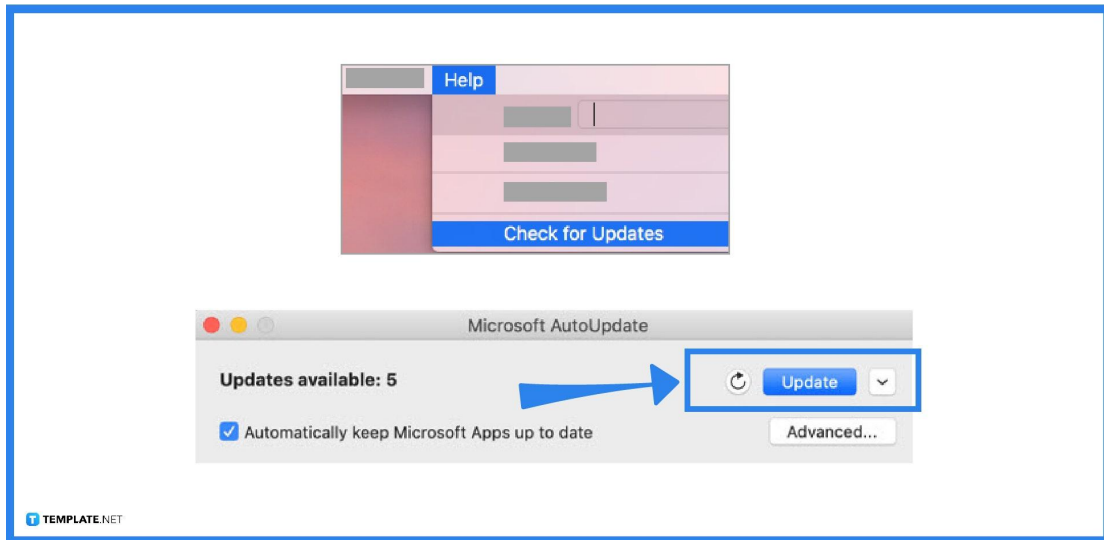 Help
Check for Updates
Microsoft AutoUpdate
Updates available: 5
Update
Automatically keep Microsoft Apps up to date
Advanced...
T TEMPLATE.NET